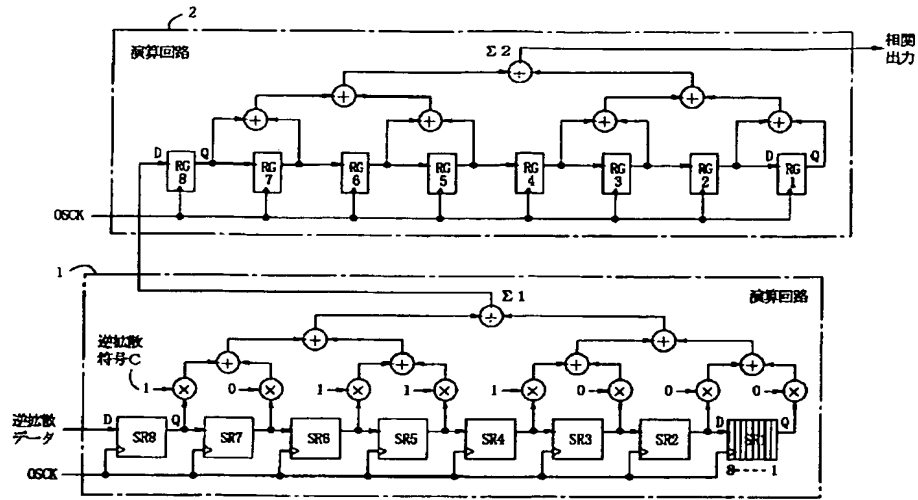 2
演算回路
Σ2
相関
出力
D
Q
RG
8
RG
7
RG
6
RG
5
RG
4
RG
3
RG
2
D
RG
1
Q
OSCK
1
Σ1
演算回路
逆拡散
符号C
1
0
1
1
1
0
0
0
逆拡散
データ
D
SR8
Q
SR7
SR6
SR5
SR4
SR3
SR2
D
SR1
Q
OSCK
8----1